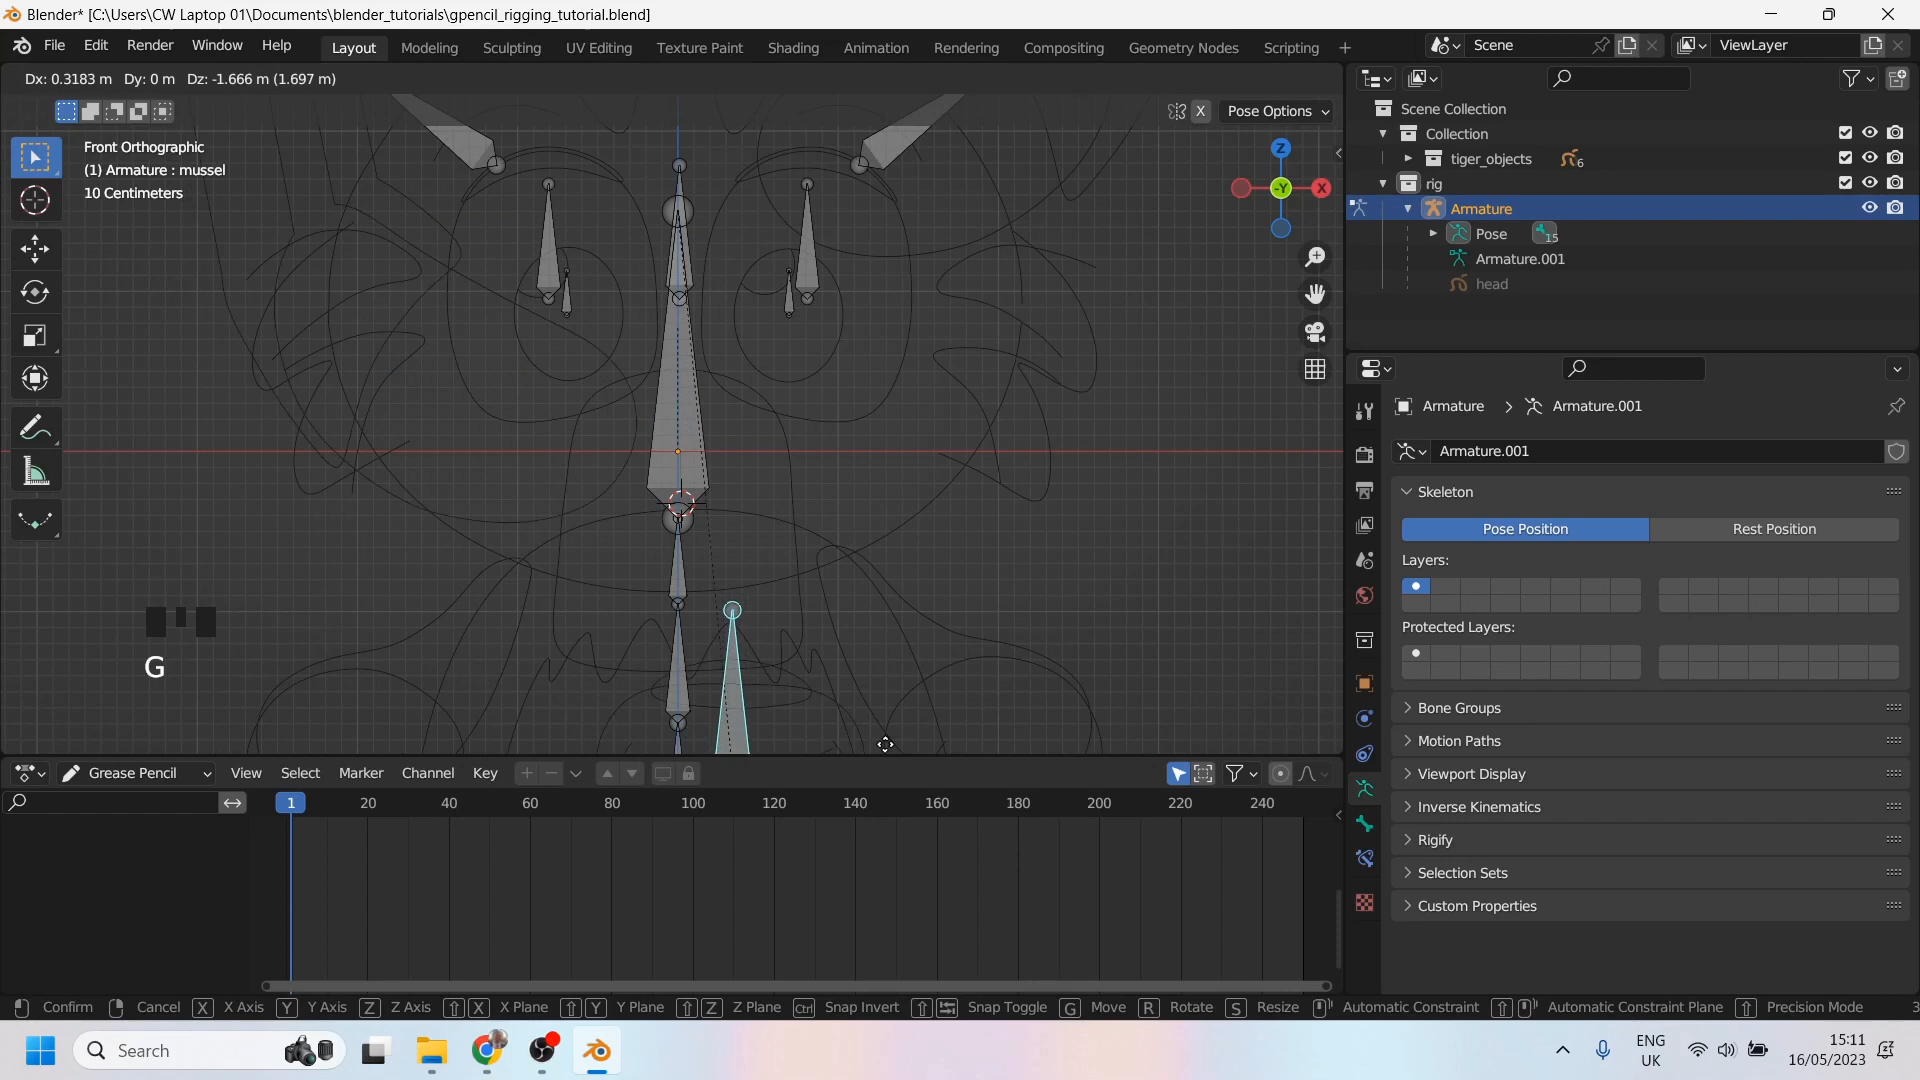 Blender* [C:\Users\CW Laptop 01\Documents\blender_tutorials\gpencil_rigging_tutorial.blend]
File Edit Render Window Help Layout Modeling Sculpting UV Editing Texture Paint Shading Animation Rendering Compositing Geometry Nodes Scripting + Scene ViewLayer
Dx: 0.3183 m Dy: 0 m Dz: -1.666 m (1.697 m)
X Pose Options
Front Orthographic
(1) Armature : mussel
10 Centimeters
Z
-Y X
G
Scene Collection
Collection
tiger_objects 6
rig
Armature
Pose 15
Armature.001
head
Armature > Armature.001
Armature.001
Skeleton
Pose Position Rest Position
Layers:
Protected Layers:
Bone Groups
Motion Paths
Viewport Display
Inverse Kinematics
Rigify
Selection Sets
Custom Properties
Grease Pencil View Select Marker Channel Key
1 20 40 60 80 100 120 140 160 180 200 220 240
Confirm Cancel X X Axis Y Y Axis Z Z Axis X X Plane Y Y Plane Z Z Plane Ctrl Snap Invert Snap Toggle G Move R Rotate S Resize Automatic Constraint Automatic Constraint Plane Precision Mode 3
Search
ENG
UK
15:11
16/05/2023